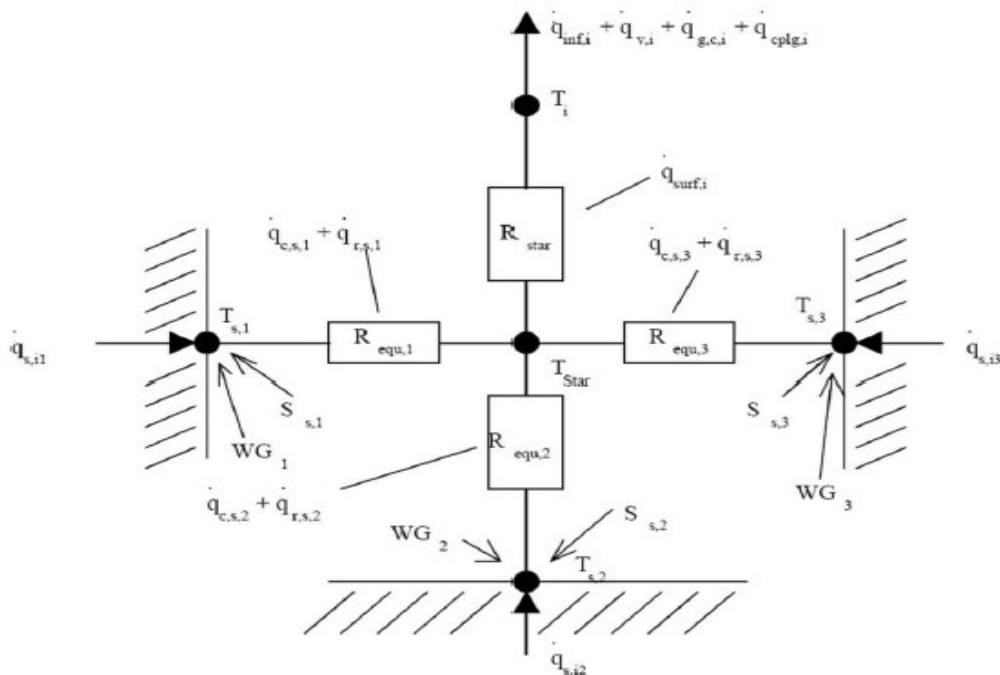 q̇inf,i + q̇v,i + q̇g,c,i + q̇cplg,i
Ti
q̇surf,i
Rstar
q̇c,s,1 + q̇r,s,1
q̇c,s,3 + q̇r,s,3
Ts,1
Ts,3
Requ,1
Requ,3
q̇s,i1
q̇s,i3
TStar
Ss,1
Ss,3
WG1
Requ,2
WG3
q̇c,s,2 + q̇r,s,2
Ss,2
WG2
Ts,2
q̇s,i2